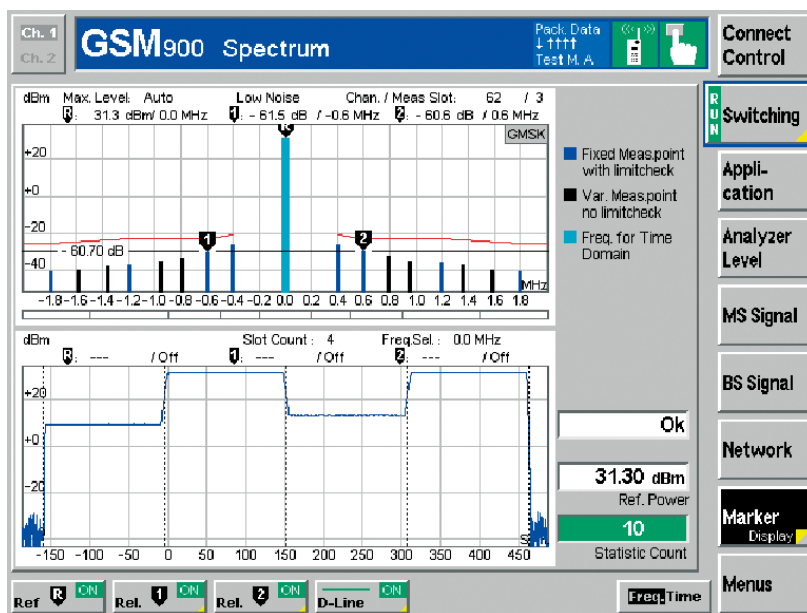 Ch. 1
Ch. 2
GSM900 Spectrum
Pack. Data
↓↑↑↑↑
Test M. A
Connect
Control
dBm Max. Level: Auto Low Noise Chan. / Meas Slot: 62 / 3
R: 31.3 dBm/ 0.0 MHz 1: - 61.5 dB / -0.6 MHz 2: - 60.6 dB / 0.6 MHz
R
GMSK
+20
+0
-20
-40
1
2
- 60.70 dB
MHz
-1.8 -1.6 -1.4 -1.2 -1.0 -0.8 -0.6 -0.4 -0.2 0.0 0.2 0.4 0.6 0.8 1.0 1.2 1.4 1.6 1.8
Fixed Meas.point
with limitcheck
Var. Meas.point
no limitcheck
Freq. for Time
Domain
dBm Slot Count : 4 Freq.Sel. : 0.0 MHz
R: --- / Off 1: --- / Off 2: --- / Off
+20
+0
-20
S
-150 -100 -50 0 50 100 150 200 250 300 350 400 450
Ok
31.30 dBm
Ref. Power
10
Statistic Count
RUN
Switching
Appli-
cation
Analyzer
Level
MS Signal
BS Signal
Network
Marker
Display
Menus
Ref R ON
Rel. 1 ON
Rel. 2 ON
D-Line ON
Freq. Time